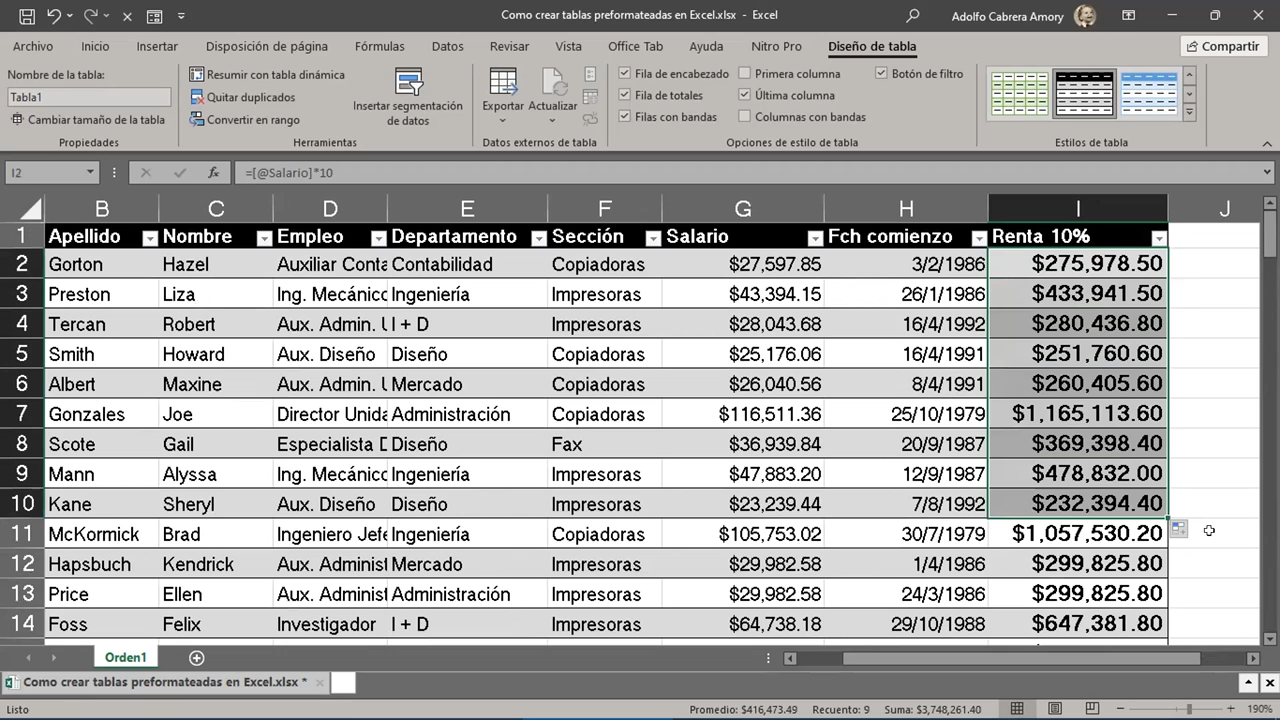 Como crear tablas preformateadas en Excel.xlsx - Excel
Adolfo Cabrera Amory
Archivo Inicio Insertar Disposición de página Fórmulas Datos Revisar Vista Office Tab Ayuda Nitro Pro Diseño de tabla Compartir
Nombre de la tabla:
Tabla1
Cambiar tamaño de la tabla
Propiedades
Resumir con tabla dinámica
Quitar duplicados
Convertir en rango
Insertar segmentación
de datos
Herramientas
Exportar Actualizar
Datos externos de tabla
Fila de encabezado Primera columna Botón de filtro
Fila de totales Última columna
Filas con bandas Columnas con bandas
Opciones de estilo de tabla
Estilos de tabla
I2 fx =[@Salario]*10
B C D E F G H I J
1 Apellido Nombre Empleo Departamento Sección Salario Fch comienzo Renta 10%
2 Gorton Hazel Auxiliar Conta Contabilidad Copiadoras $27,597.85 3/2/1986 $275,978.50
3 Preston Liza Ing. Mecánico Ingeniería Impresoras $43,394.15 26/1/1986 $433,941.50
4 Tercan Robert Aux. Admin. U I + D Impresoras $28,043.68 16/4/1992 $280,436.80
5 Smith Howard Aux. Diseño Diseño Copiadoras $25,176.06 16/4/1991 $251,760.60
6 Albert Maxine Aux. Admin. U Mercado Copiadoras $26,040.56 8/4/1991 $260,405.60
7 Gonzales Joe Director Unida Administración Copiadoras $116,511.36 25/10/1979 $1,165,113.60
8 Scote Gail Especialista D Diseño Fax $36,939.84 20/9/1987 $369,398.40
9 Mann Alyssa Ing. Mecánico Ingeniería Impresoras $47,883.20 12/9/1987 $478,832.00
10 Kane Sheryl Aux. Diseño Diseño Impresoras $23,239.44 7/8/1992 $232,394.40
11 McKormick Brad Ingeniero Jefe Ingeniería Copiadoras $105,753.02 30/7/1979 $1,057,530.20
12 Hapsbuch Kendrick Aux. Administ Mercado Copiadoras $29,982.58 1/4/1986 $299,825.80
13 Price Ellen Aux. Administ Administración Impresoras $29,982.58 24/3/1986 $299,825.80
14 Foss Felix Investigador I + D Impresoras $64,738.18 29/10/1988 $647,381.80
Orden1
Como crear tablas preformateadas en Excel.xlsx *
Listo Promedio: $416,473.49 Recuento: 9 Suma: $3,748,261.40 190%